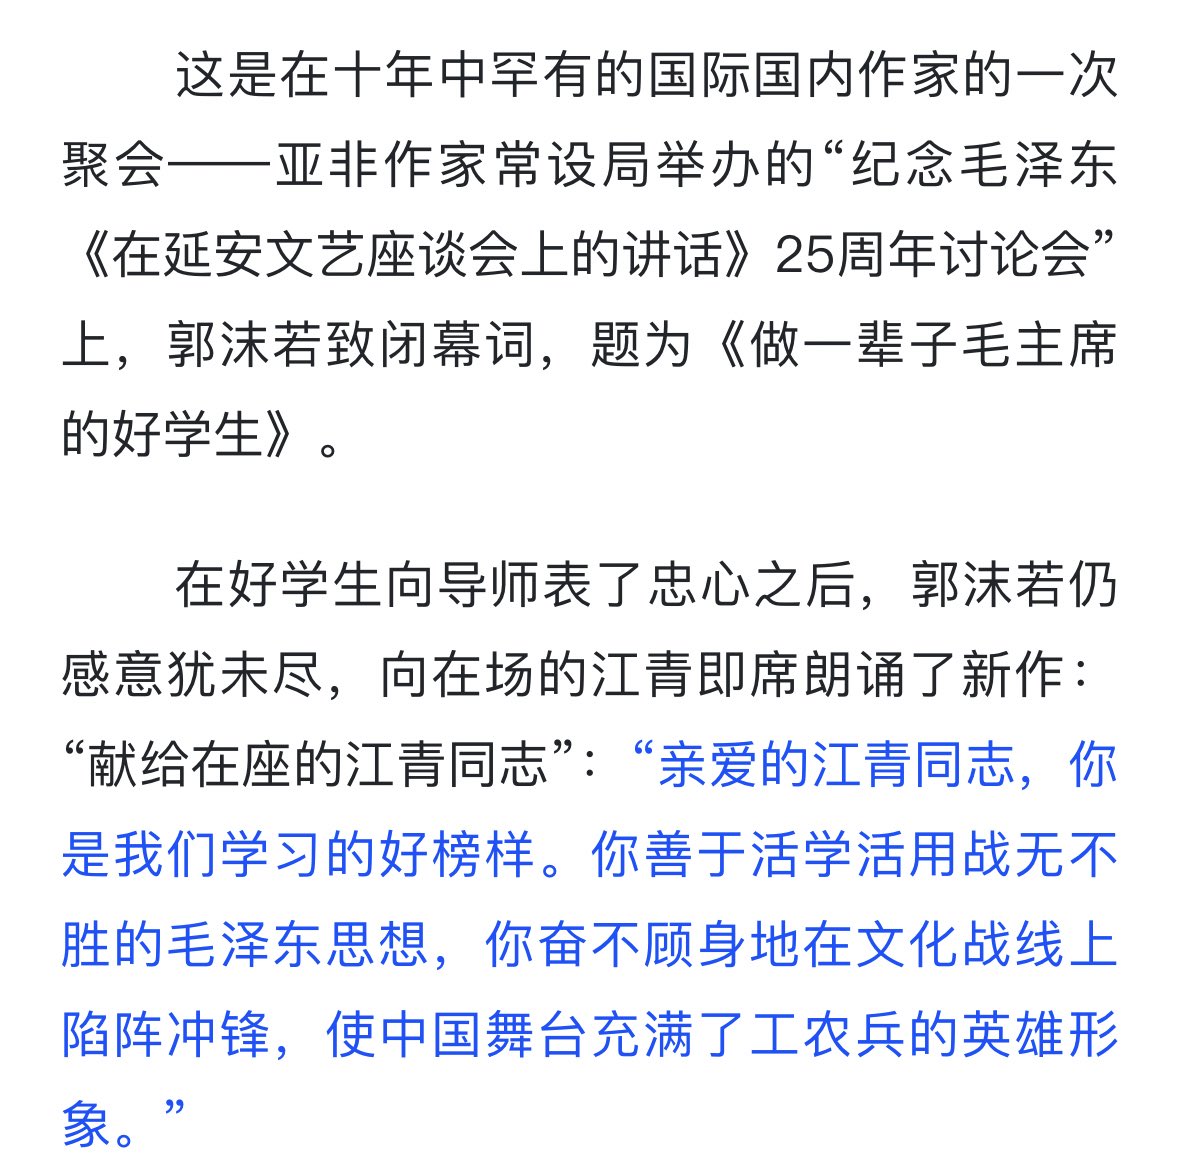 这是在十年中罕有的国际国内作家的一次
聚会——亚非作家常设局举办的“纪念毛泽东
《在延安文艺座谈会上的讲话》25周年讨论会”
上，郭沫若致闭幕词，题为《做一辈子毛主席
的好学生》。
在好学生向导师表了忠心之后，郭沫若仍
感意犹未尽，向在场的江青即席朗诵了新作：
“献给在座的江青同志”：“亲爱的江青同志，你
是我们学习的好榜样。你善于活学活用战无不
胜的毛泽东思想，你奋不顾身地在文化战线上
陷阵冲锋，使中国舞台充满了工农兵的英雄形
象。”